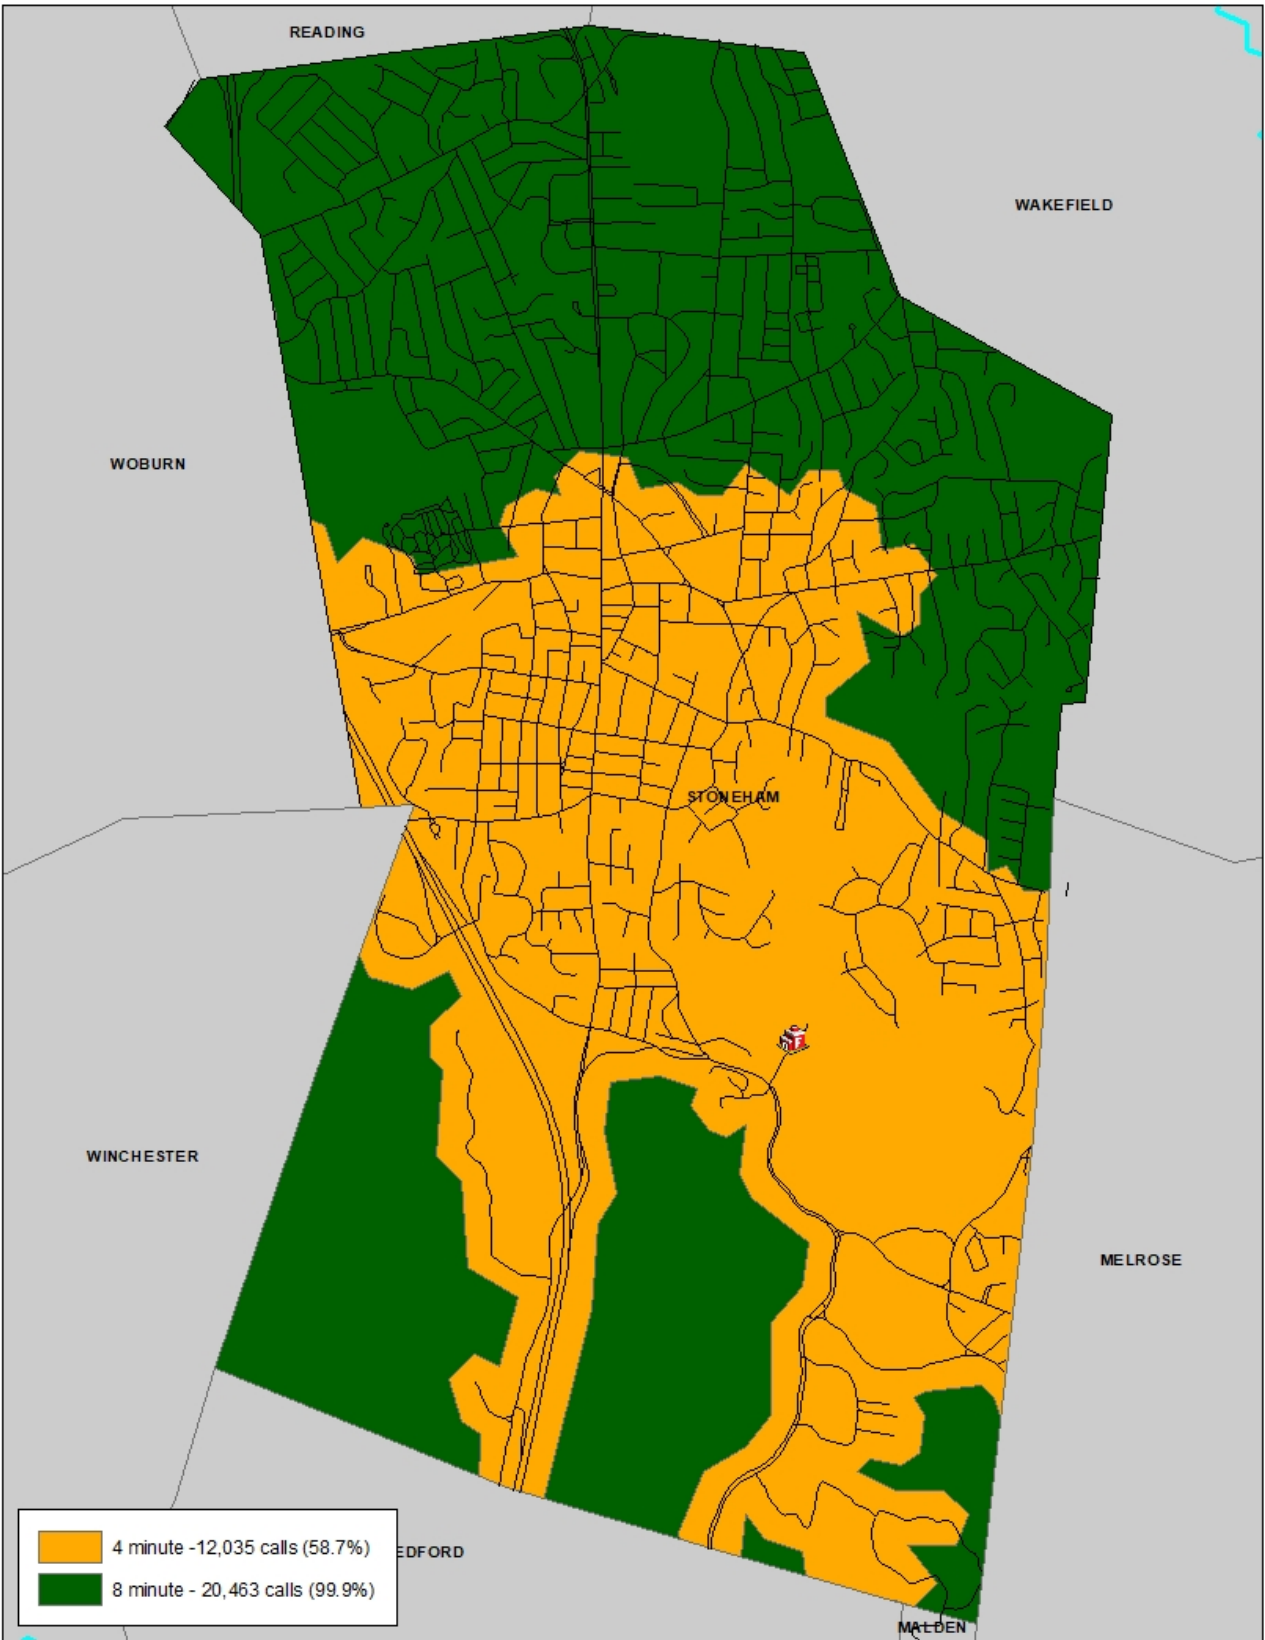 READING
WAKEFIELD
WOBURN
STONEHAM
WINCHESTER
MELROSE
EDFORD
MALDEN
4 minute -12,035 calls (58.7%)
8 minute - 20,463 calls (99.9%)